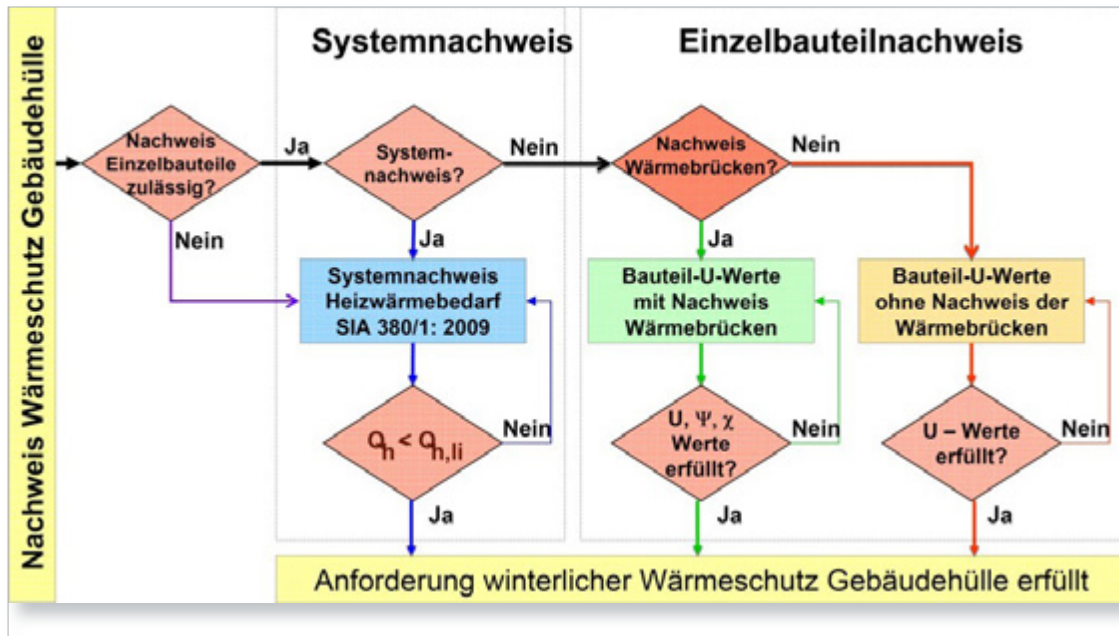 Nachweis Wärmeschutz Gebäudehülle
Systemnachweis
Einzelbauteilnachweis
Nachweis
Einzelbauteile
zulässig?
Ja
Nein
System-
nachweis?
Nein
Ja
Nachweis
Wärmebrücken?
Nein
Ja
Systemnachweis
Heizwärmebedarf
SIA 380/1: 2009
Bauteil-U-Werte
mit Nachweis
Wärmebrücken
Bauteil-U-Werte
ohne Nachweis der
Wärmebrücken
Qh < Qh,li
Nein
Ja
U, Ψ, χ
Werte
erfüllt?
Nein
Ja
U – Werte
erfüllt?
Nein
Ja
Anforderung winterlicher Wärmeschutz Gebäudehülle erfüllt